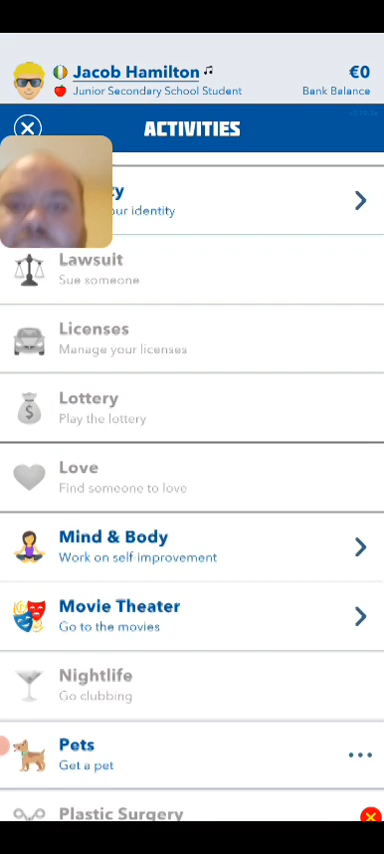 Jacob Hamilton
€0
Junior Secondary School Student
Bank Balance
ACTIVITIES
our identity
Lawsuit
Sue someone
Licenses
Manage your licenses
Lottery
Play the lottery
Love
Find someone to love
Mind & Body
Work on self improvement
Movie Theater
Go to the movies
Nightlife
Go clubbing
Pets
Get a pet
Plastic Surgery